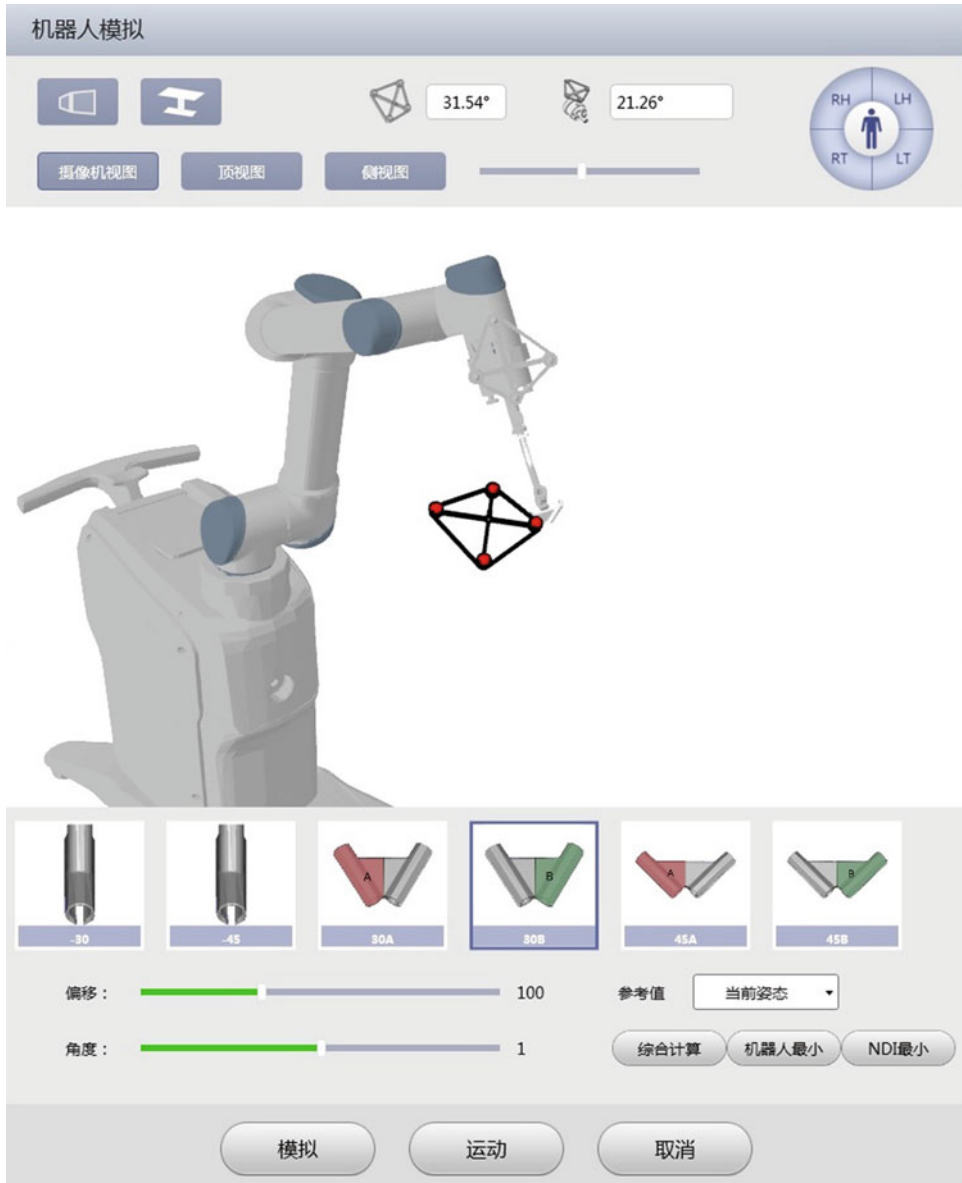 机器人模拟
31.54°
21.26°
RH
LH
RT
LT
摄像机视图
顶视图
侧视图
A
B
A
B
-30
-45
30A
30B
45A
45B
偏移：
100
参考值
当前姿态
角度：
1
综合计算
机器人最小
NDI最小
模拟
运动
取消